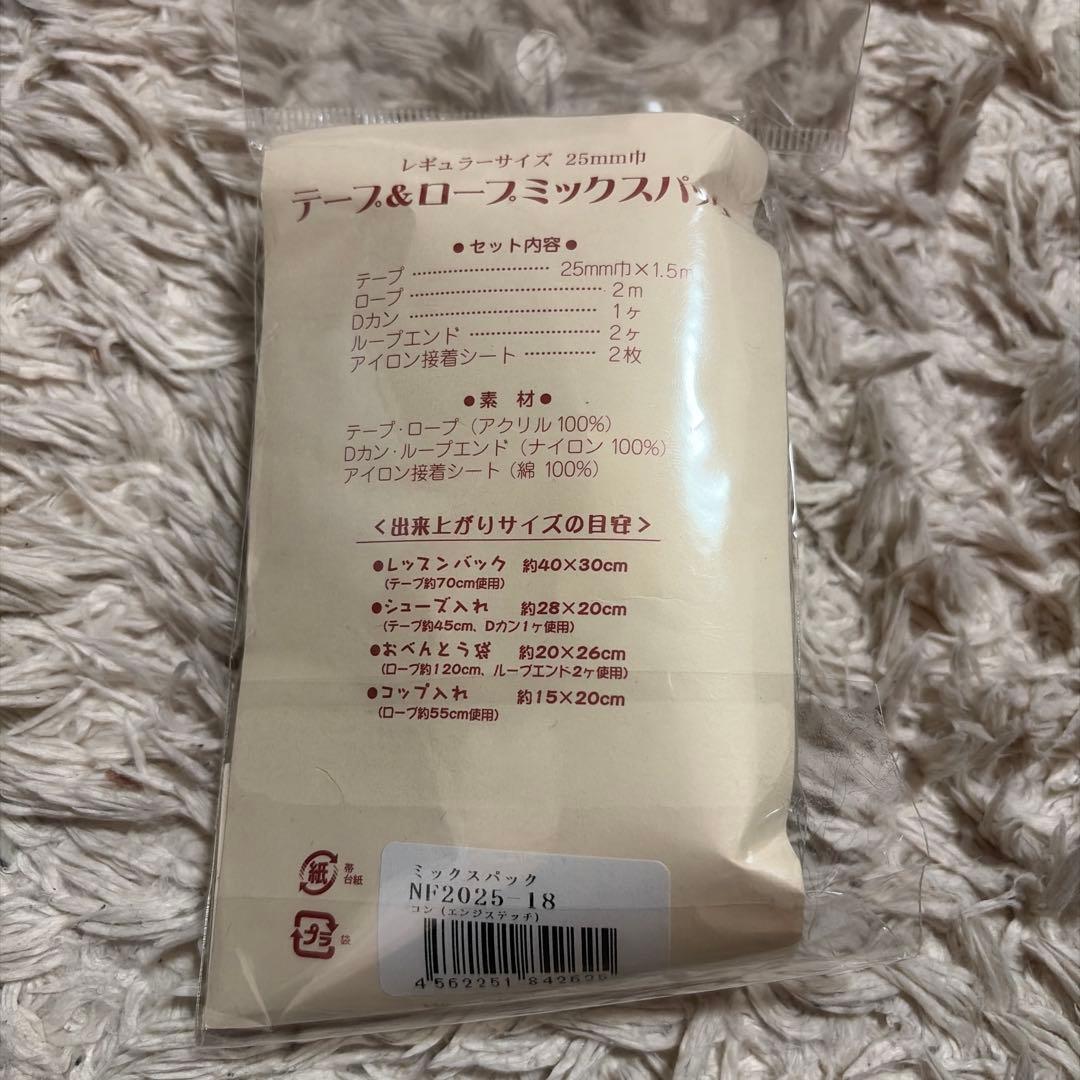 レギュラーサイズ 25mm巾
テープ&ロープミックスパック
●セット内容●
テープ ………………… 25mm巾×1.5m
ロープ ………………… 2m
Dカン ………………… 1ヶ
ループエンド ………………… 2ヶ
アイロン接着シート ………… 2枚
●素 材●
テープ・ロープ(アクリル100%)
Dカン・ループエンド(ナイロン 100%)
アイロン接着シート(綿 100%)
<出来上がりサイズの目安>
●レッスンバック 約40×30cm
(テープ約70cm使用)
●シューズ入れ 約28×20cm
(テープ約45cm、Dカン1ヶ使用)
●おべんとう袋 約20×26cm
(ロープ約120cm、ループエンド2ヶ使用)
●コップ入れ 約15×20cm
(ロープ約55cm使用)
紙 帯 台紙
プラ 袋
ミックスパック
NF2025-18
コン(エンジステッチ)
4 562251 842626